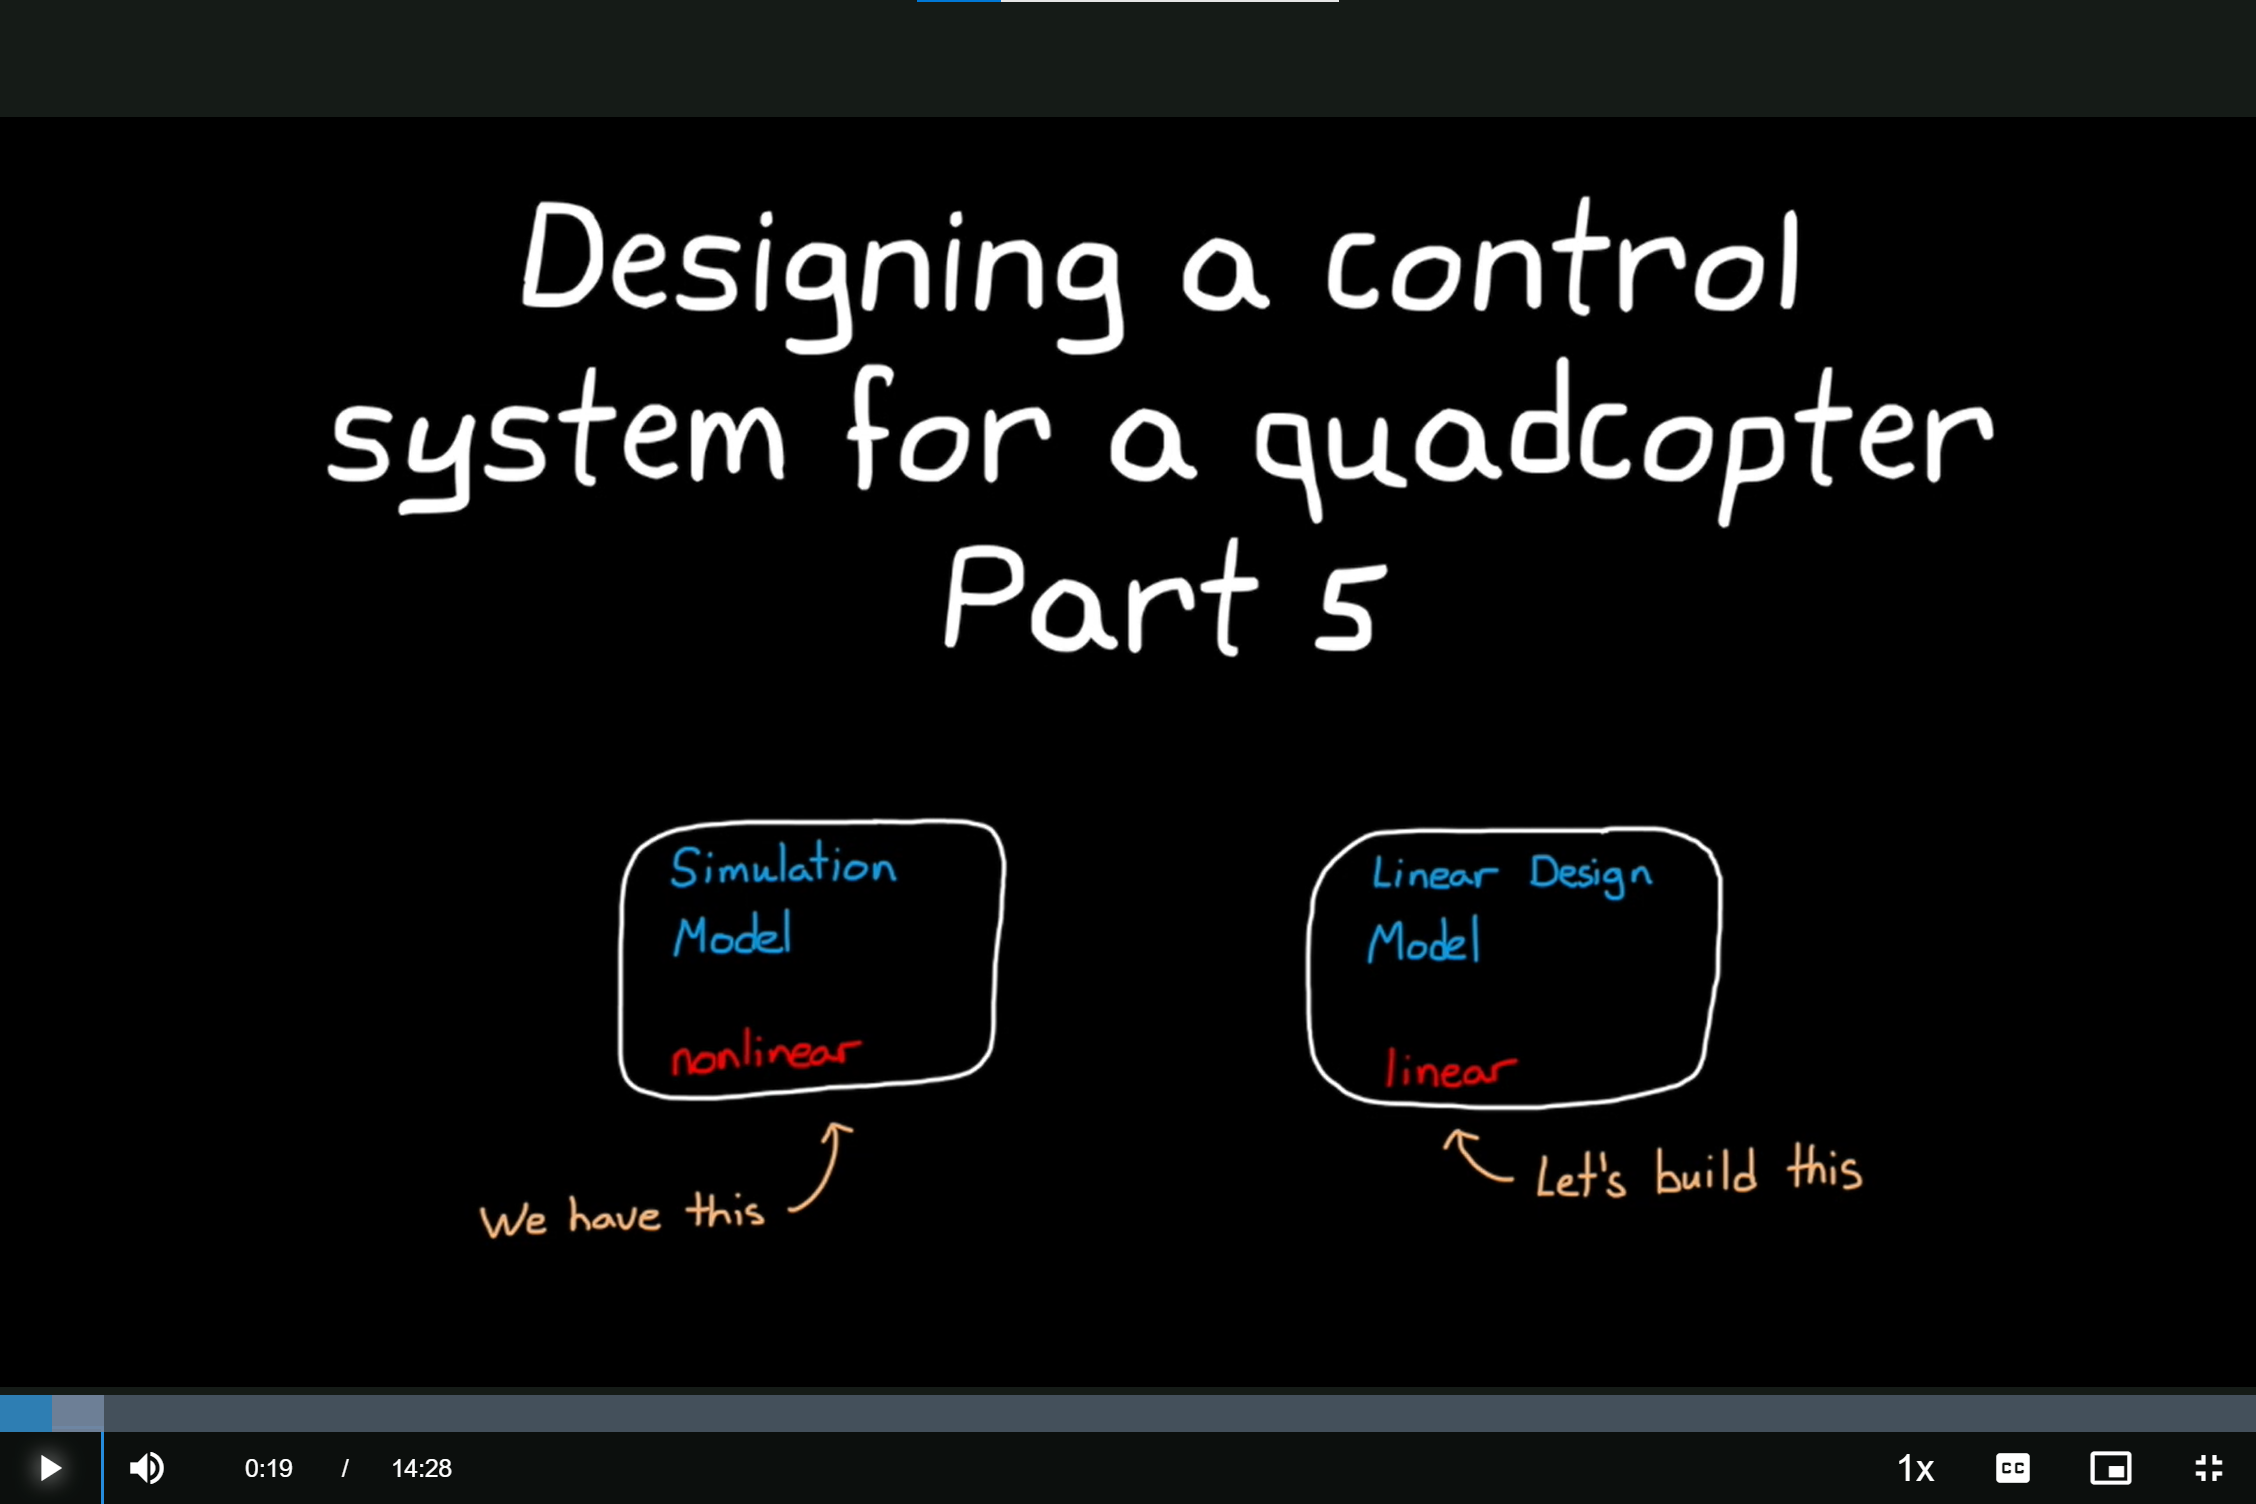 Designing a control
system for a quadcopter
Part 5
Simulation
Model
nonlinear
We have this
Linear Design
Model
linear
Let's build this
0:19 / 14:28
1x
CC